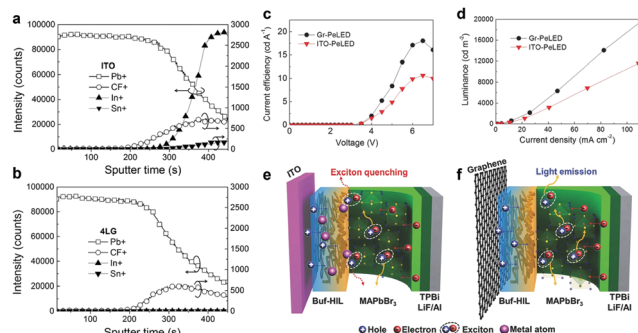 a
Intensity (counts)
100000
80000
60000
40000
20000
0
3000
2500
2000
1500
1000
500
0
ITO
Pb+
CF+
In+
Sn+
100 200 300 400
Sputter time (s)
b
Intensity (counts)
100000
80000
60000
40000
20000
0
3000
2500
2000
1500
1000
500
0
4LG
Pb+
CF+
In+
Sn+
100 200 300 400
Sputter time (s)
c
Current efficiency (cd A⁻¹)
20
15
10
5
0
Gr-PeLED
ITO-PeLED
0 2 4 6
Voltage (V)
d
Luminance (cd m⁻²)
20000
16000
12000
8000
4000
0
Gr-PeLED
ITO-PeLED
0 20 40 60 80 100
Current density (mA cm⁻²)
e
ITO
Exciton quenching
Buf-HIL MAPbBr₃ TPBi
LiF/Al
f
Graphene
Light emission
Buf-HIL MAPbBr₃ TPBi
LiF/Al
Hole Electron Exciton Metal atom